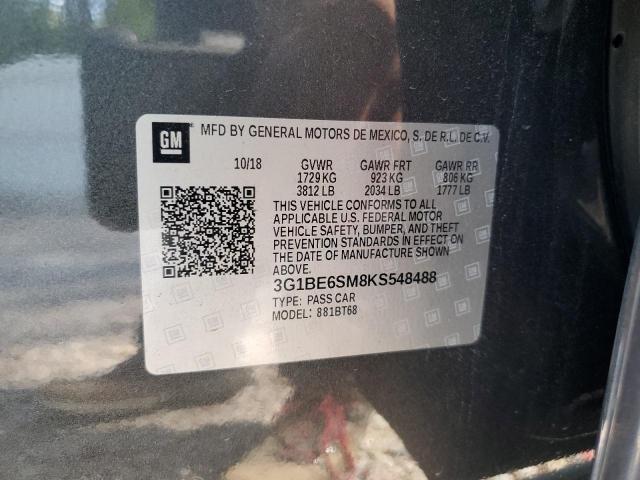 GM MFD BY GENERAL MOTORS DE MEXICO, S. DE R.L. DE C.V.
10/18 GVWR GAWR FRT GAWR RR
1729 KG 923 KG 806 KG
3812 LB 2034 LB 1777 LB
THIS VEHICLE CONFORMS TO ALL
APPLICABLE U.S. FEDERAL MOTOR
VEHICLE SAFETY, BUMPER, AND THEFT
PREVENTION STANDARDS IN EFFECT ON
THE DATE OF MANUFACTURE SHOWN
ABOVE.
3G1BE6SM8KS548488
TYPE: PASS CAR
MODEL: 881BT68